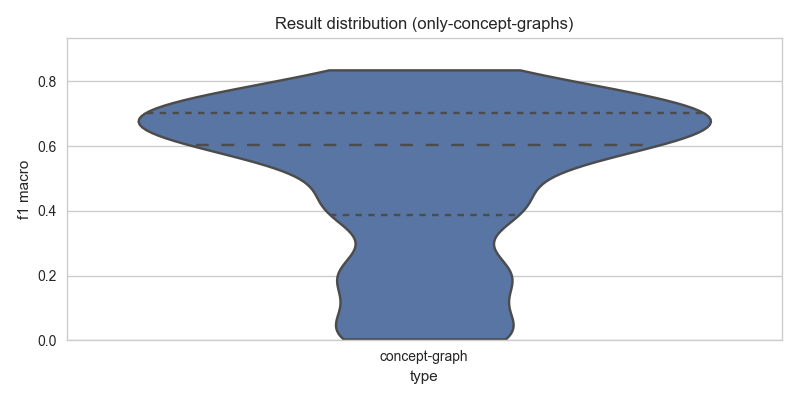 Result distribution (only-concept-graphs)
0.8
0.6
0.4
0.2
0.0
f1 macro
concept-graph
type